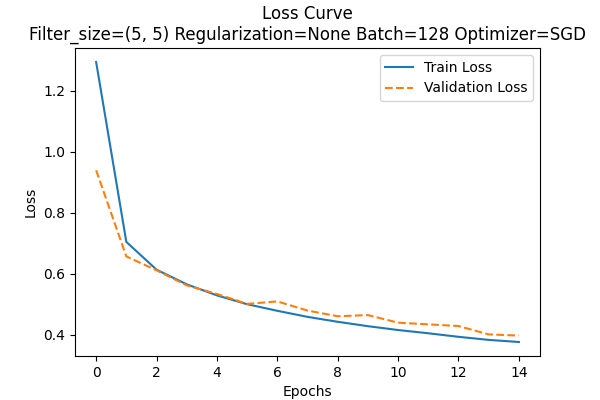 Loss Curve
Filter_size=(5, 5) Regularization=None Batch=128 Optimizer=SGD
Train Loss
Validation Loss
1.2
1.0
0.8
0.6
0.4
Loss
0 2 4 6 8 10 12 14
Epochs